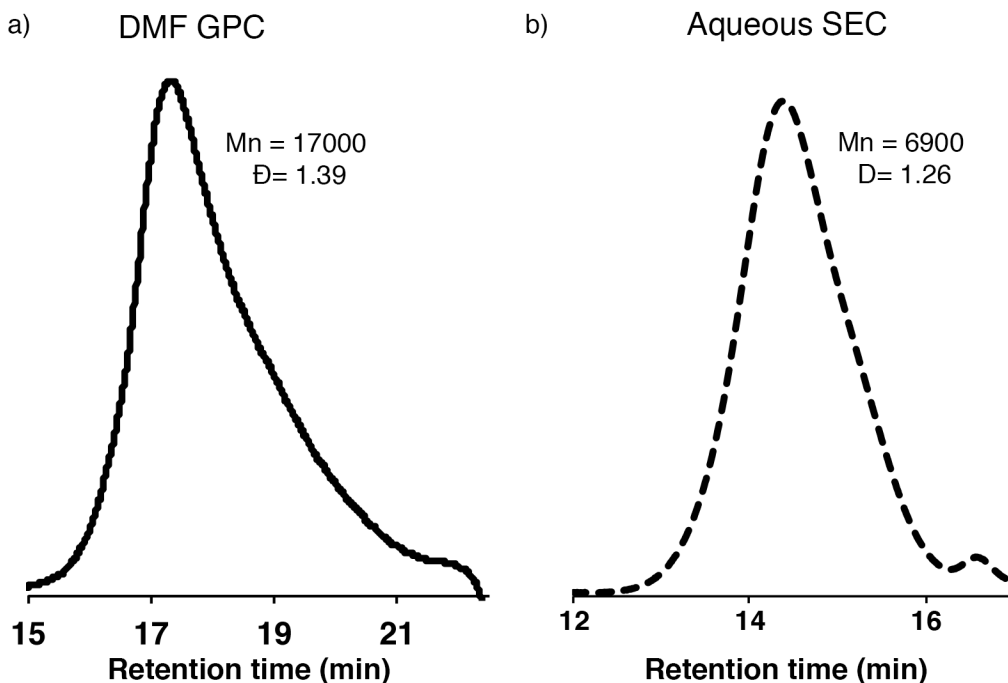 a)
DMF GPC
Mn = 17000
Đ= 1.39
15 17 19 21
Retention time (min)
b)
Aqueous SEC
Mn = 6900
D= 1.26
12 14 16
Retention time (min)